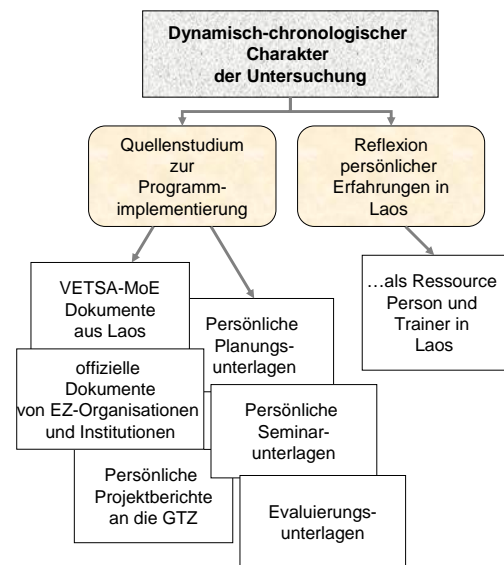 Dynamisch-chronologischer
Charakter
der Untersuchung
Quellenstudium
zur
Programm-
implementierung
Reflexion
persönlicher
Erfahrungen in
Laos
VETSA-MoE
Dokumente
aus Laos
offizielle
Dokumente
von EZ-Organisationen
und Institutionen
Persönliche
Projektberichte
an die GTZ
Persönliche
Planungs-
unterlagen
Persönliche
Seminar-
unterlagen
Evaluierungs-
unterlagen
…als Ressource
Person und
Trainer in
Laos